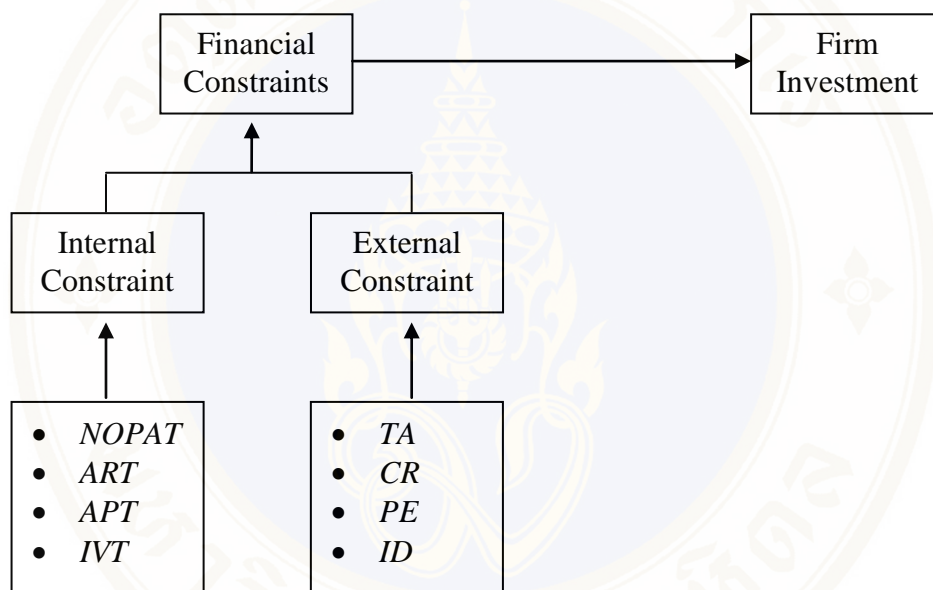 Financial
Constraints
Firm
Investment
Internal
Constraint
External
Constraint
• NOPAT
• ART
• APT
• IVT
• TA
• CR
• PE
• ID